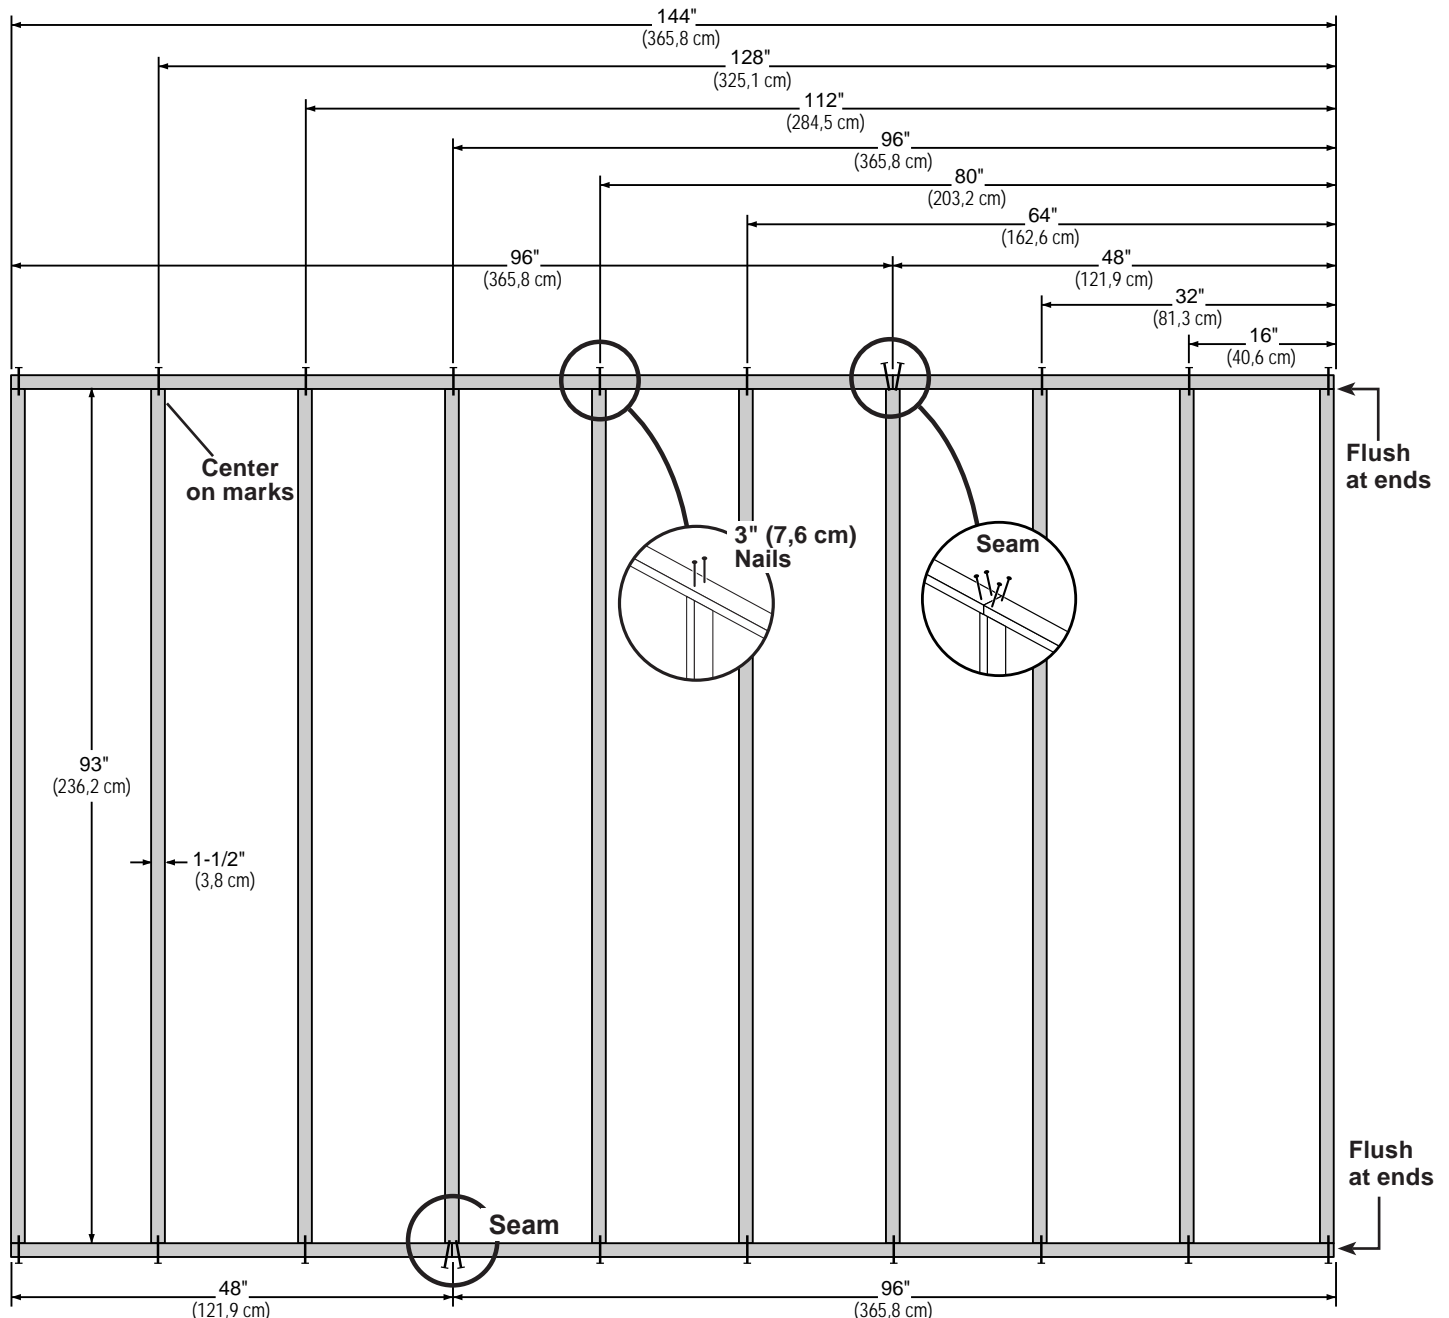 144"
(365,8 cm)
128"
(325,1 cm)
112"
(284,5 cm)
96"
(365,8 cm)
80"
(203,2 cm)
64"
(162,6 cm)
96"
(365,8 cm)
48"
(121,9 cm)
32"
(81,3 cm)
16"
(40,6 cm)
Center
on marks
Flush
at ends
3" (7,6 cm)
Nails
Seam
93"
(236,2 cm)
1-1/2"
(3,8 cm)
Flush
at ends
Seam
48"
(121,9 cm)
96"
(365,8 cm)